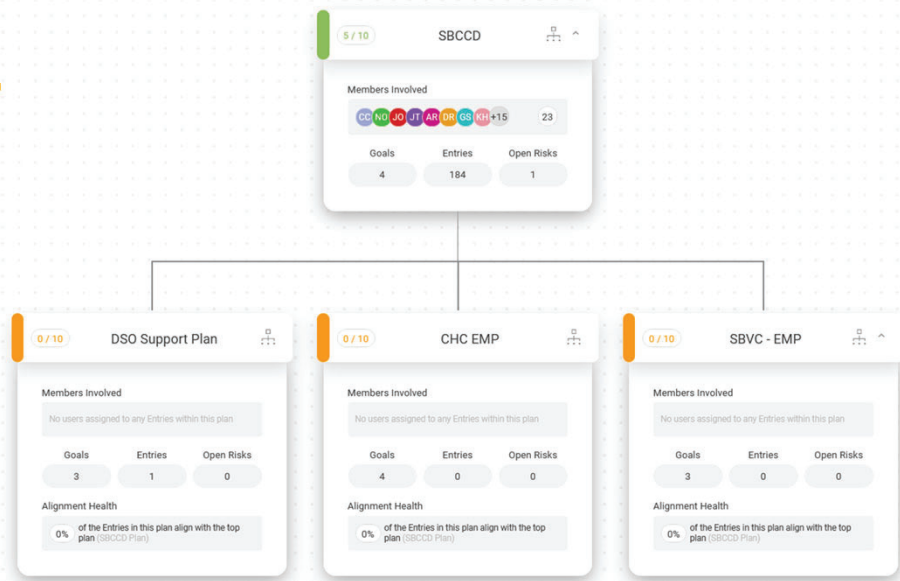 5 / 10
SBCCD
Members Involved
CC NO JO JT AR DR GS KH +15
23
Goals
Entries
Open Risks
4
184
1
0 / 10
DSO Support Plan
Members Involved
No users assigned to any Entries within this plan
Goals
Entries
Open Risks
3
1
0
Alignment Health
0%
of the Entries in this plan align with the top
plan (SBCCD Plan)
0 / 10
CHC EMP
Members Involved
No users assigned to any Entries within this plan
Goals
Entries
Open Risks
4
0
0
Alignment Health
0%
of the Entries in this plan align with the top
plan (SBCCD Plan)
0 / 10
SBVC - EMP
Members Involved
No users assigned to any Entries within this plan
Goals
Entries
Open Risks
3
0
0
Alignment Health
0%
of the Entries in this plan align with the top
plan (SBCCD Plan)